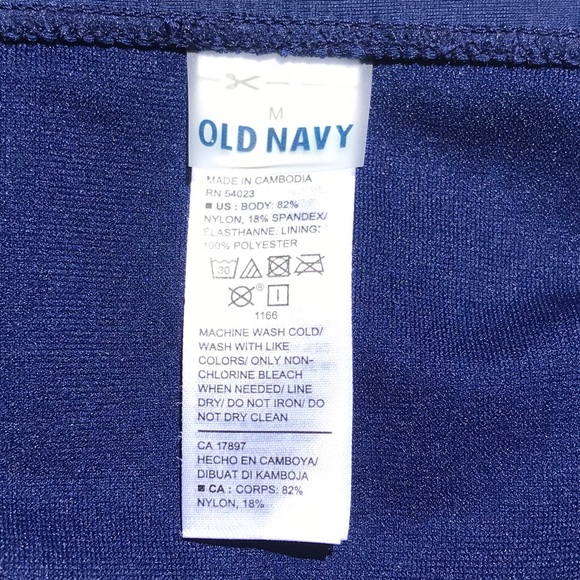 M
OLD NAVY
MADE IN CAMBODIA
RN 54023
US : BODY: 82%
NYLON, 18% SPANDEX/
ÉLASTHANNE. LINING:
100% POLYESTER
30
®
1166
MACHINE WASH COLD/
WASH WITH LIKE
COLORS/ ONLY NON-
CHLORINE BLEACH
WHEN NEEDED/ LINE
DRY/ DO NOT IRON/ DO
NOT DRY CLEAN
CA 17897
HECHO EN CAMBOYA/
DIBUAT DI KAMBOJA
CA : CORPS: 82%
NYLON, 18%